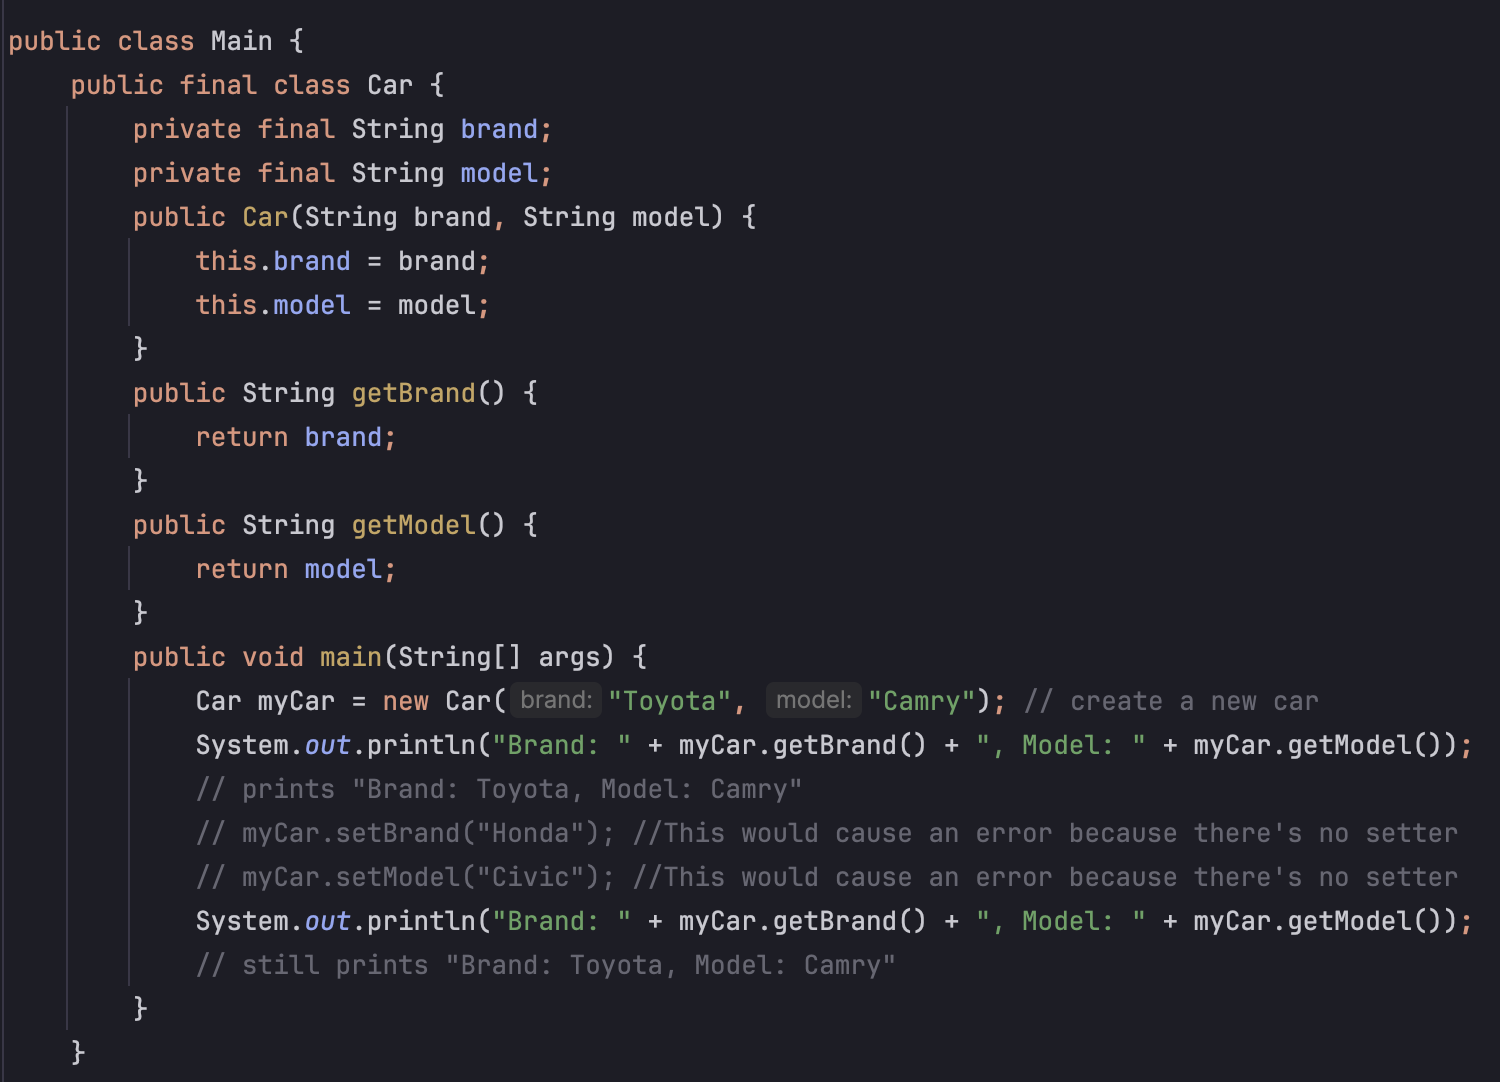 public class Main {
    public final class Car {
        private final String brand;
        private final String model;
        public Car(String brand, String model) {
            this.brand = brand;
            this.model = model;
        }
        public String getBrand() {
            return brand;
        }
        public String getModel() {
            return model;
        }
        public void main(String[] args) {
            Car myCar = new Car( brand: "Toyota",  model: "Camry"); // create a new car
            System.out.println("Brand: " + myCar.getBrand() + ", Model: " + myCar.getModel());
            // prints "Brand: Toyota, Model: Camry"
            // myCar.setBrand("Honda"); //This would cause an error because there's no setter
            // myCar.setModel("Civic"); //This would cause an error because there's no setter
            System.out.println("Brand: " + myCar.getBrand() + ", Model: " + myCar.getModel());
            // still prints "Brand: Toyota, Model: Camry"
        }
    }